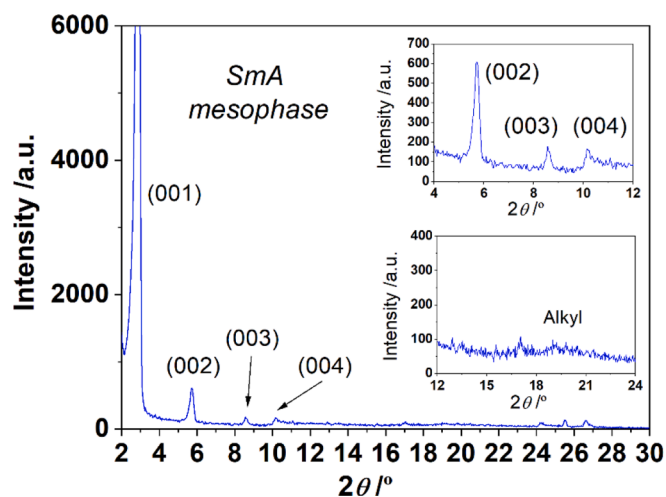 6000
4000
2000
0
Intensity /a.u.
SmA
mesophase
(001)
(002)
(003)
(004)
2 4 6 8 10 12 14 16 18 20 22 24 26 28 30
2θ/º
700
600
500
400
300
200
100
0
Intensity /a.u.
(002)
(003)
(004)
4 6 8 10 12
2θ/º
400
300
200
100
0
Intensity /a.u.
Alkyl
12 15 18 21 24
2θ/º